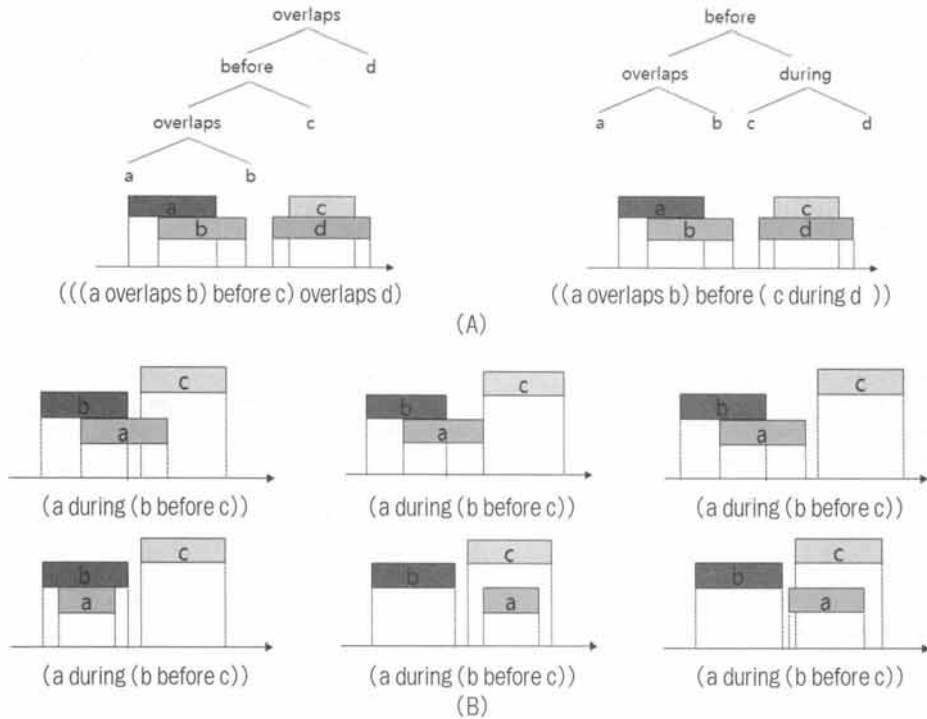 overlaps before
before d overlaps during
overlaps c a b c d
a b
a c a c
b d b d
(((a overlaps b) before c) overlaps d) ((a overlaps b) before ( c during d ))
(A)
c c c
b b b
a a a
(a during (b before c)) (a during (b before c)) (a during (b before c))
c c c
b b b
a a a
(a during (b before c)) (a during (b before c)) (a during (b before c))
(B)